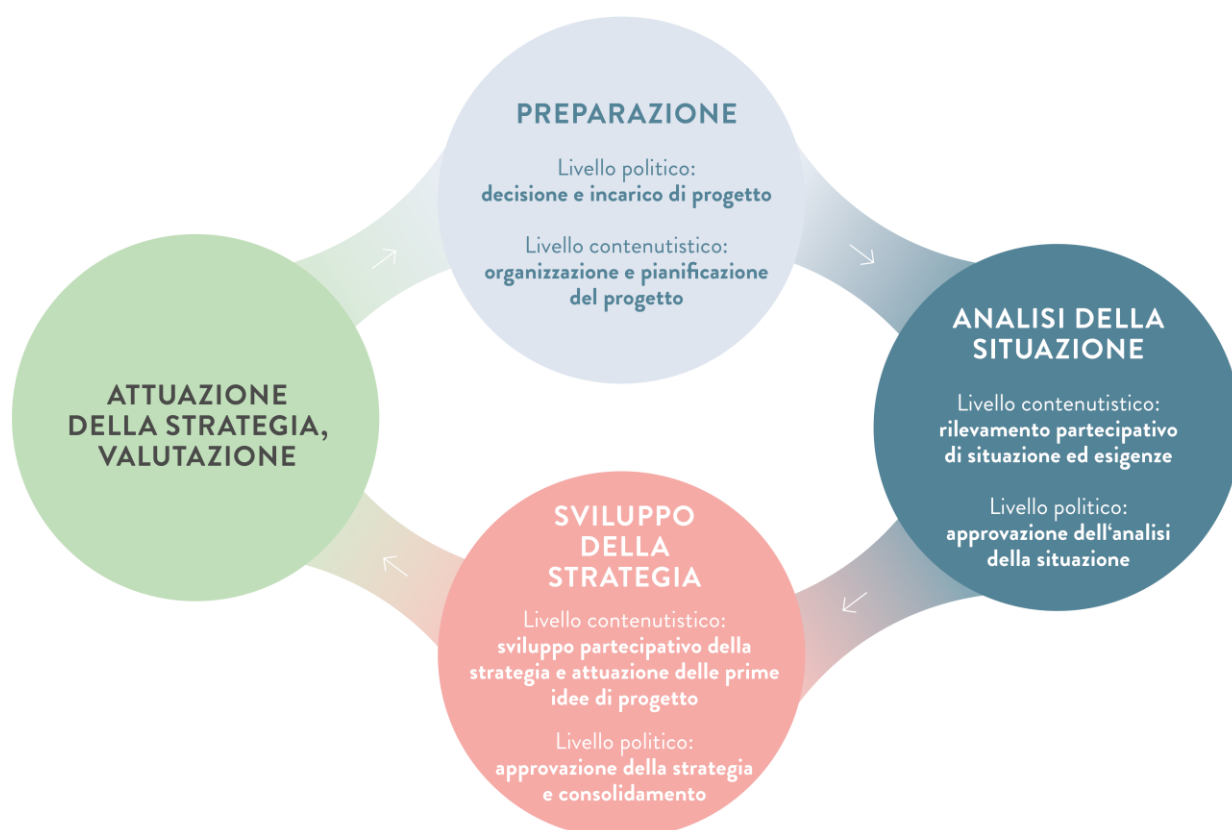 PREPARAZIONE
Livello politico:
decisione e incarico di progetto
Livello contenutistico:
organizzazione e pianificazione
del progetto
ANALISI DELLA
SITUAZIONE
Livello contenutistico:
rilevamento partecipativo
di situazione ed esigenze
Livello politico:
approvazione dell‘analisi
della situazione
SVILUPPO
DELLA
STRATEGIA
Livello contenutistico:
sviluppo partecipativo della
strategia e attuazione delle prime
idee di progetto
Livello politico:
approvazione della strategia
e consolidamento
ATTUAZIONE
DELLA STRATEGIA,
VALUTAZIONE